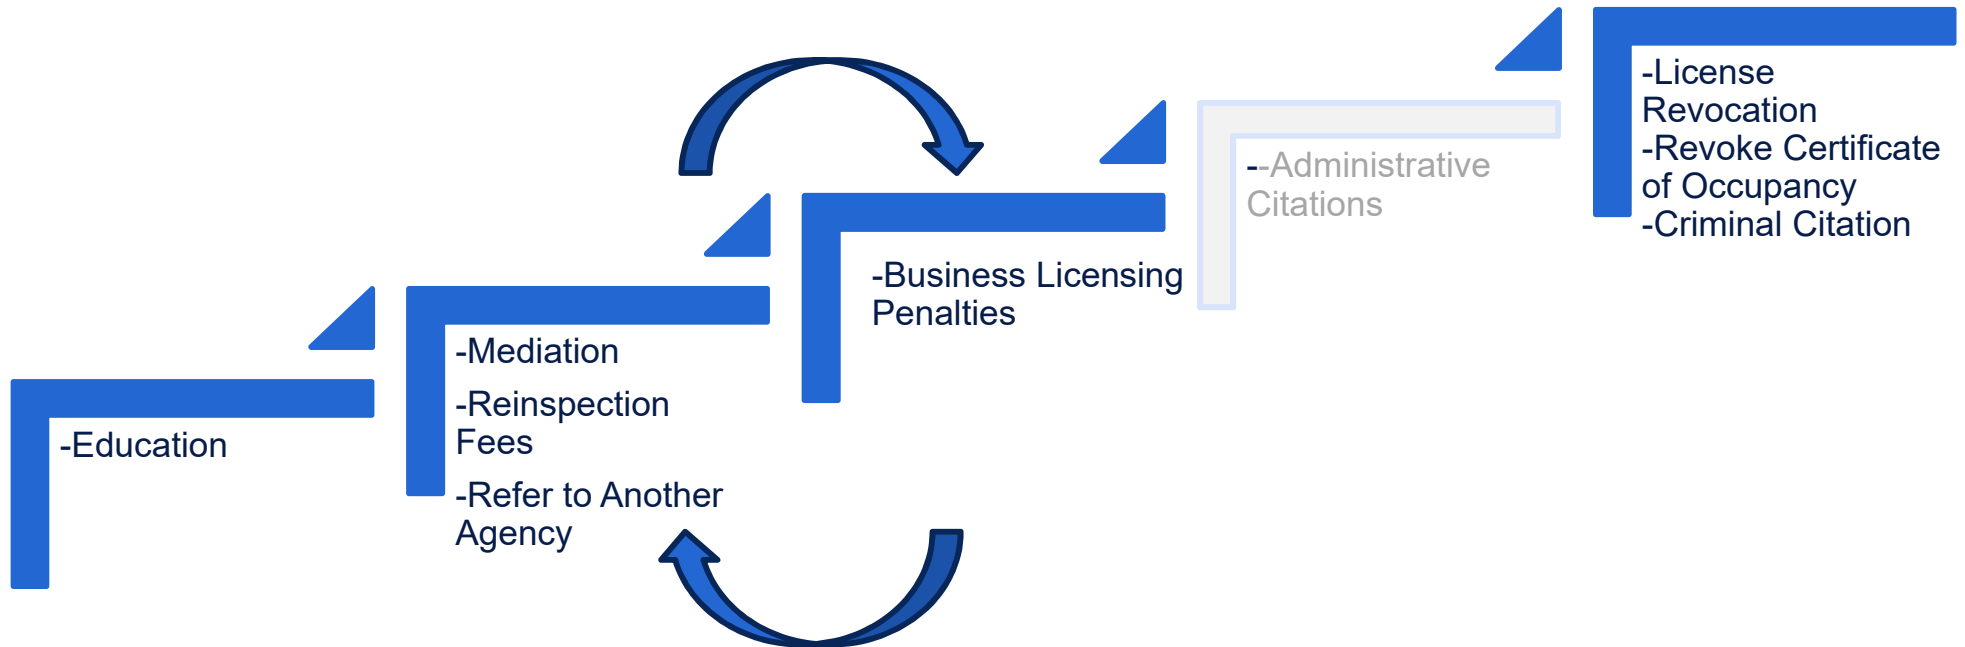 -Education
-Mediation
-Reinspection
Fees
-Refer to Another
Agency
-Business Licensing
Penalties
--Administrative
Citations
-License
Revocation
-Revoke Certificate
of Occupancy
-Criminal Citation